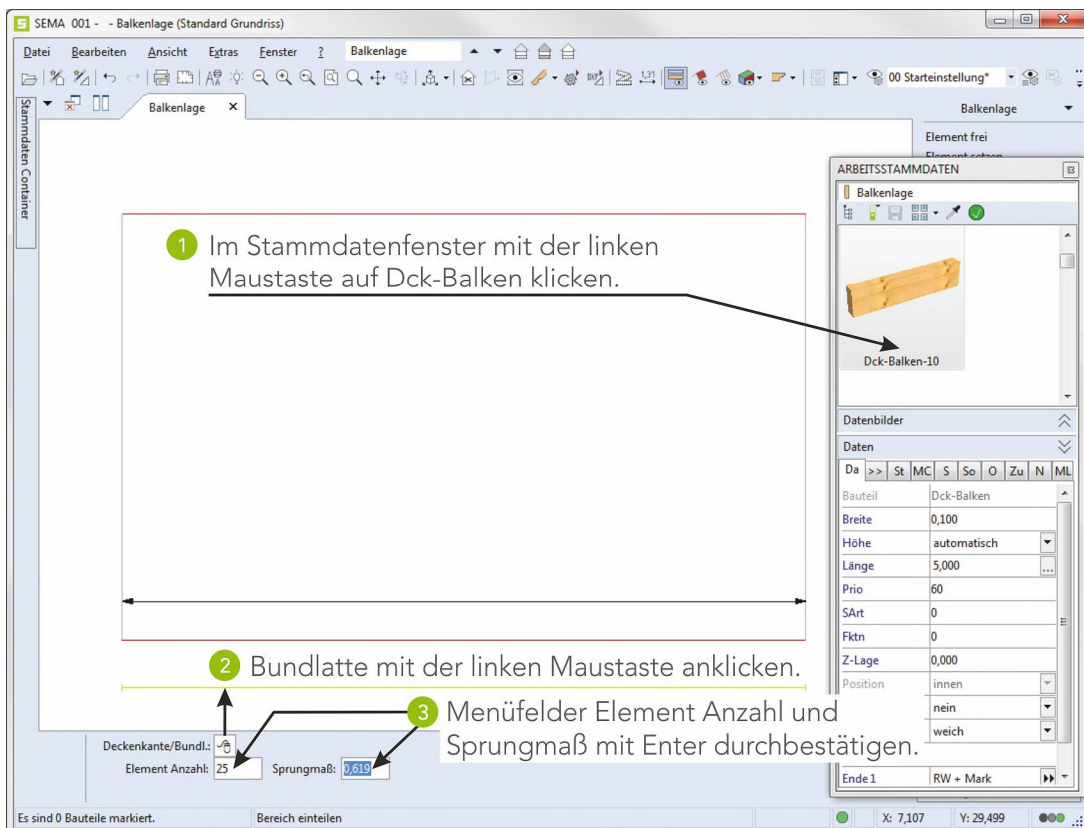 SEMA 001 - - Balkenlage (Standard Grundriss)
Datei Bearbeiten Ansicht Extras Fenster ? Balkenlage
00 Starteinstellung*
Stammdaten Container
Balkenlage
Balkenlage
Element frei
Element setzen
ARBEITSSTAMMDATEN
Balkenlage
1 Im Stammdatenfenster mit der linken
Maustaste auf Dck-Balken klicken.
Dck-Balken-10
Datenbilder
Daten
Da >> St MC S So O Zu N ML
Bauteil Dck-Balken
Breite 0,100
Höhe automatisch
Länge 5,000
Prio 60
SArt 0
Fktn 0
Z-Lage 0,000
Position innen
nein
weich
Ende1 RW + Mark
2 Bundlatte mit der linken Maustaste anklicken.
3 Menüfelder Element Anzahl und
Sprungmaß mit Enter durchbestätigen.
Deckenkante/Bundl.:
Element Anzahl: 25 Sprungmaß: 0,619
Es sind 0 Bauteile markiert. Bereich einteilen X: 7,107 Y: 29,499